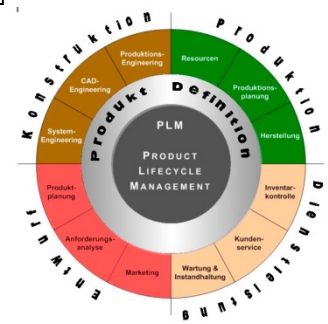 Konstruktion
Produktion
Dienstleistung
Entwurf
Produktions-
Engineering
CAD-
Engineering
System-
Engineering
Resourcen
Produktions-
planung
Herstellung
Inventar-
kontrolle
Kunden-
service
Wartung &
Instandhaltung
Marketing
Anforderungs-
analyse
Produkt-
planung
Produkt Definition
PLM
PRODUCT
LIFECYCLE
MANAGEMENT